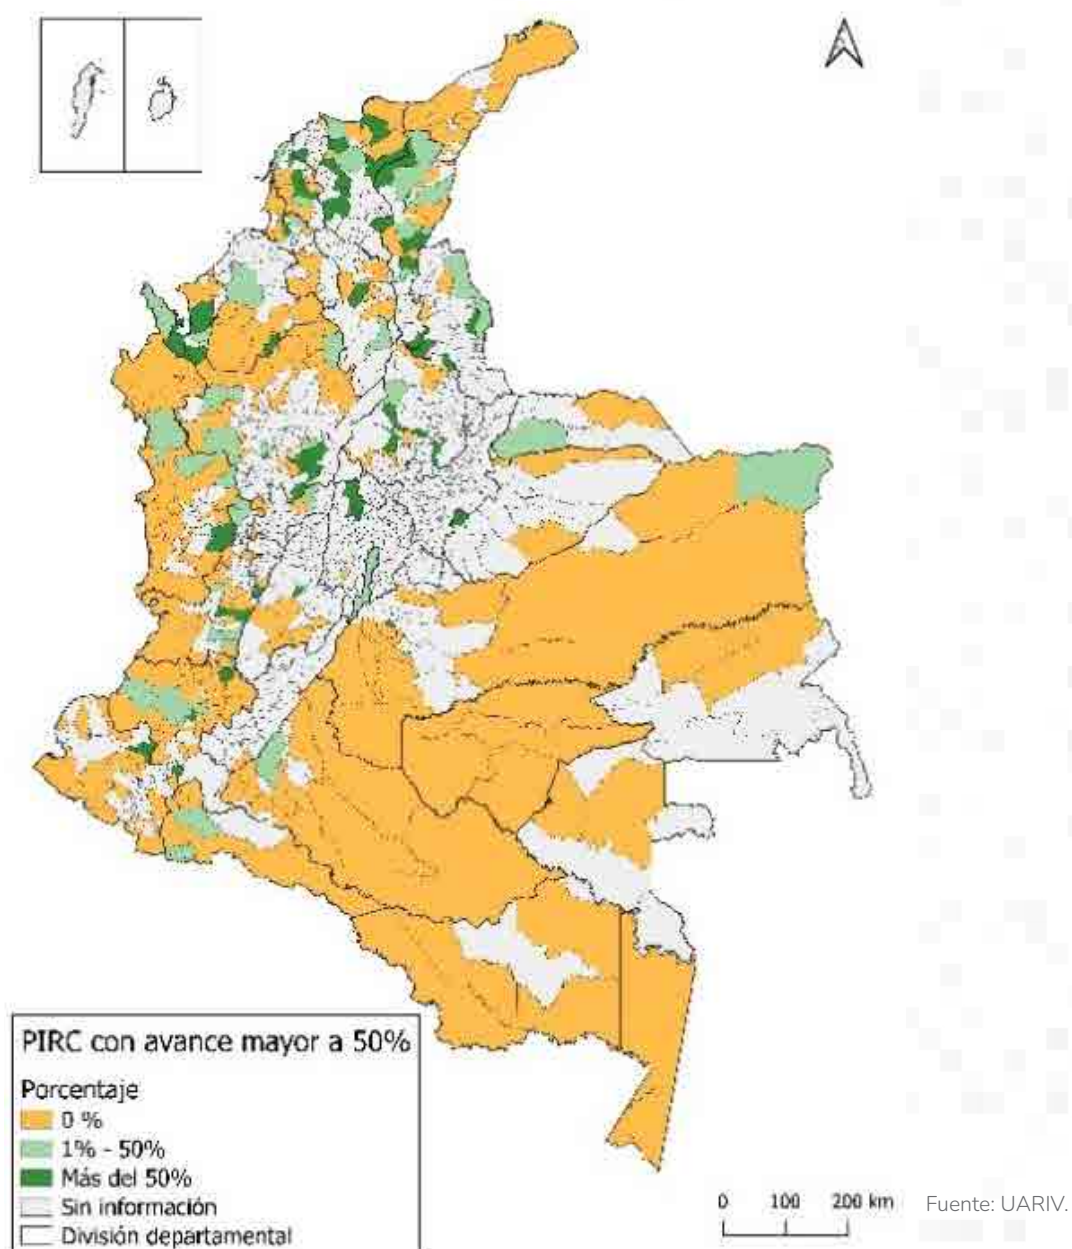 PIRC con avance mayor a 50%
Porcentaje
0 %
1% - 50%
Más del 50%
Sin información
División departamental
0 100 200 km
Fuente: UARIV.